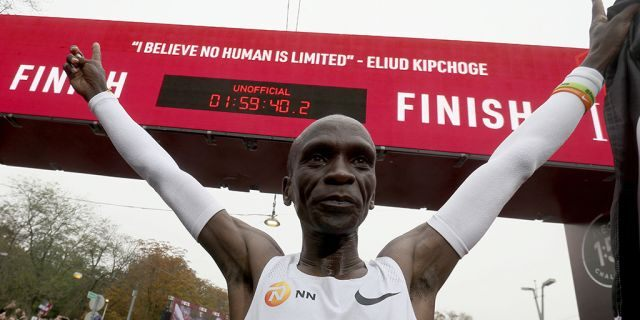 "I BELIEVE NO HUMAN IS LIMITED" - ELIUD KIPCHOGE
FINISH
UNOFFICIAL
01:59:40.2
FINISH
NN